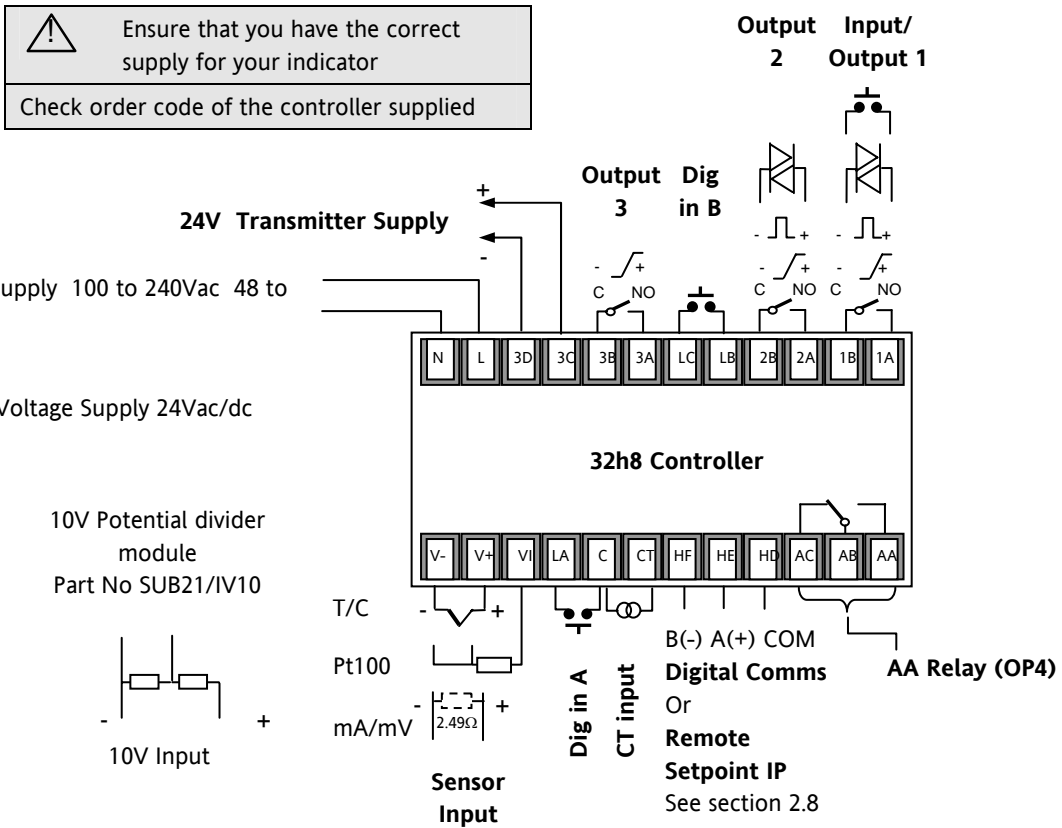 Ensure that you have the correct
supply for your indicator
Check order code of the controller supplied
Output
2
Input/
Output 1
Output
3
Dig
in B
24V Transmitter Supply
+
-
upply 100 to 240Vac 48 to
Voltage Supply 24Vac/dc
- +
- +
- +
- +
- +
C NO
C NO
C NO
N L 3D 3C 3B 3A LC LB 2B 2A 1B 1A
32h8 Controller
V- V+ VI LA C CT HF HE HD AC AB AA
10V Potential divider
module
Part No SUB21/IV10
- +
10V Input
T/C - +
Pt100
mA/mV - + 2.49Ω
Sensor
Input
Dig in A
CT input
B(-) A(+) COM
Digital Comms
Or
Remote
Setpoint IP
See section 2.8
AA Relay (OP4)